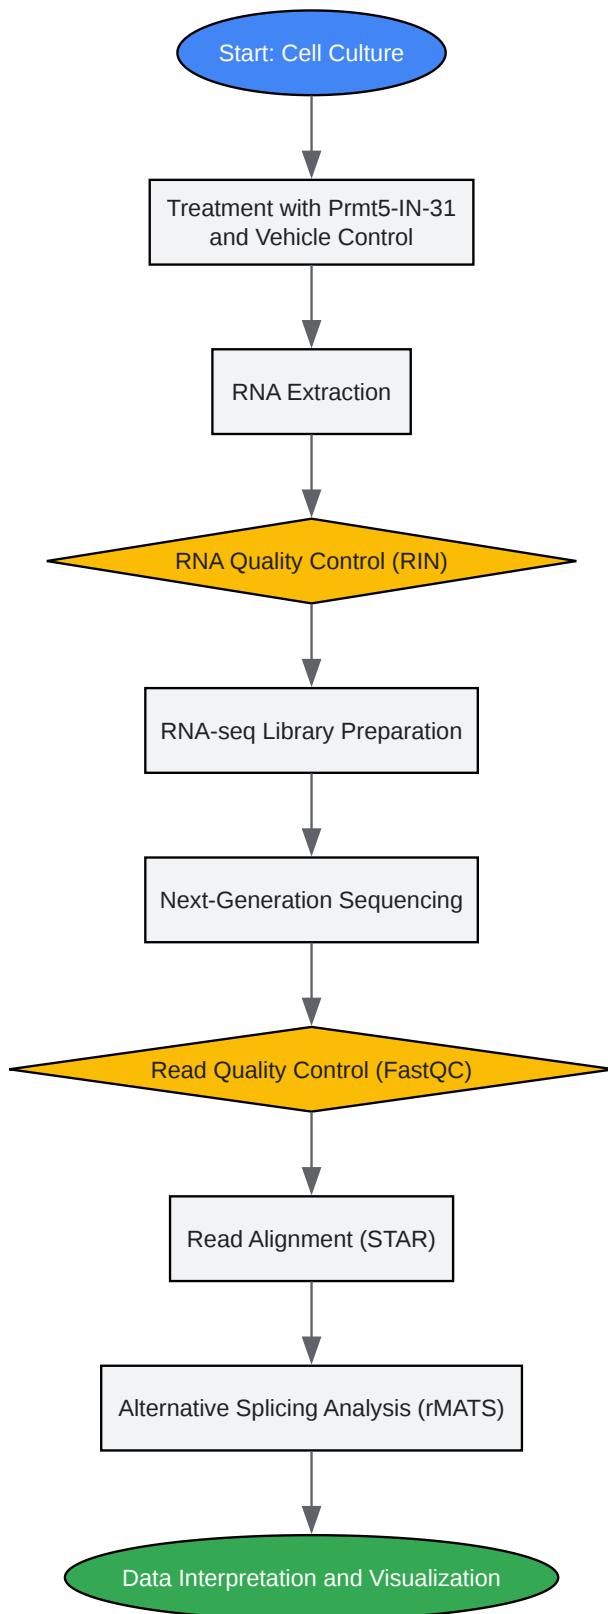 Start: Cell Culture
Treatment with Prmt5-IN-31
and Vehicle Control
RNA Extraction
RNA Quality Control (RIN)
RNA-seq Library Preparation
Next-Generation Sequencing
Read Quality Control (FastQC)
Read Alignment (STAR)
Alternative Splicing Analysis (rMATS)
Data Interpretation and Visualization